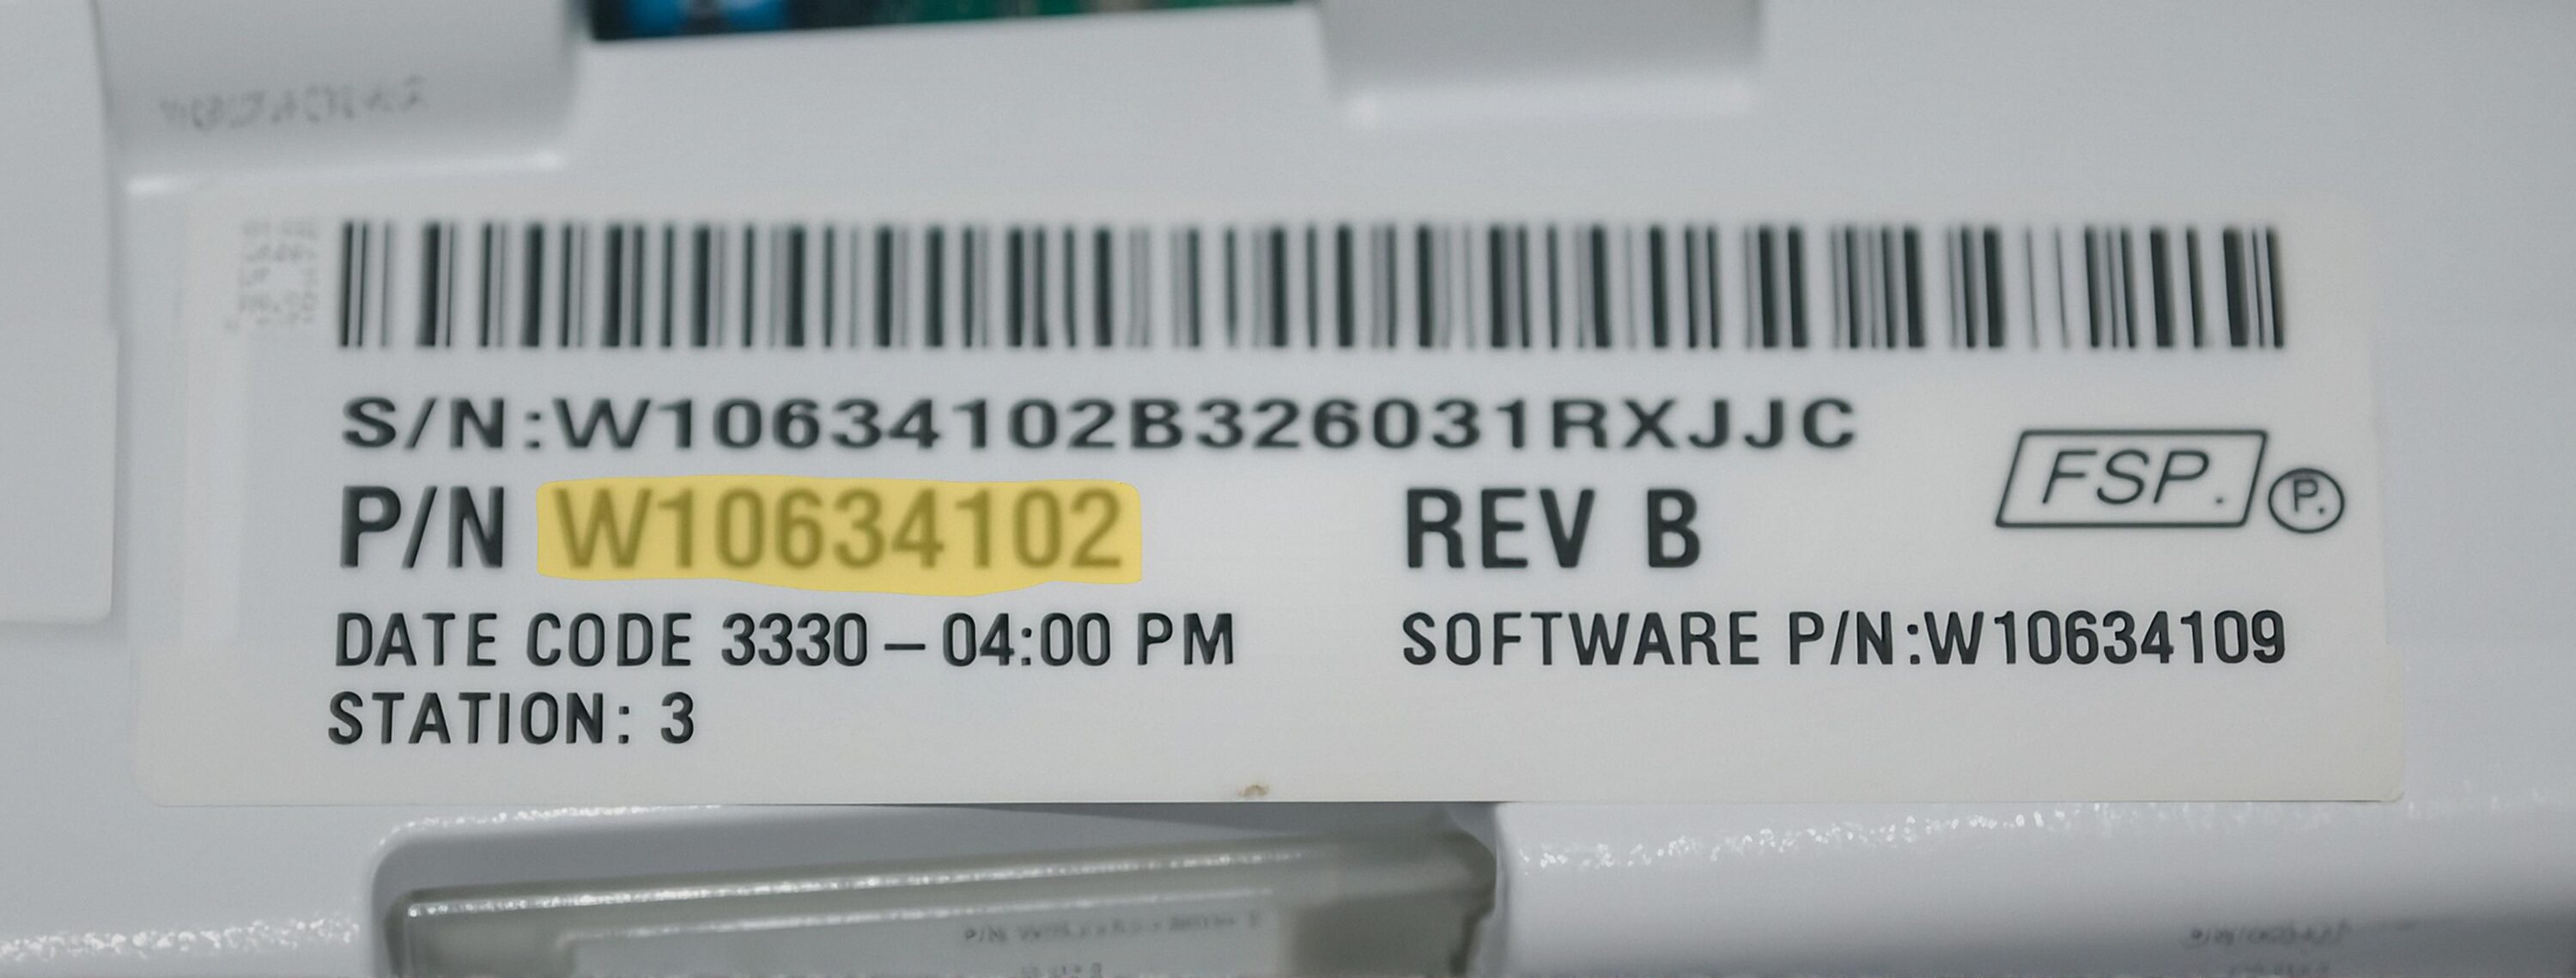 S/N:W10634102B326031RXJJC
P/N W10634102 REV B FSP. P.
DATE CODE 3330 – 04:00 PM SOFTWARE P/N:W10634109
STATION: 3